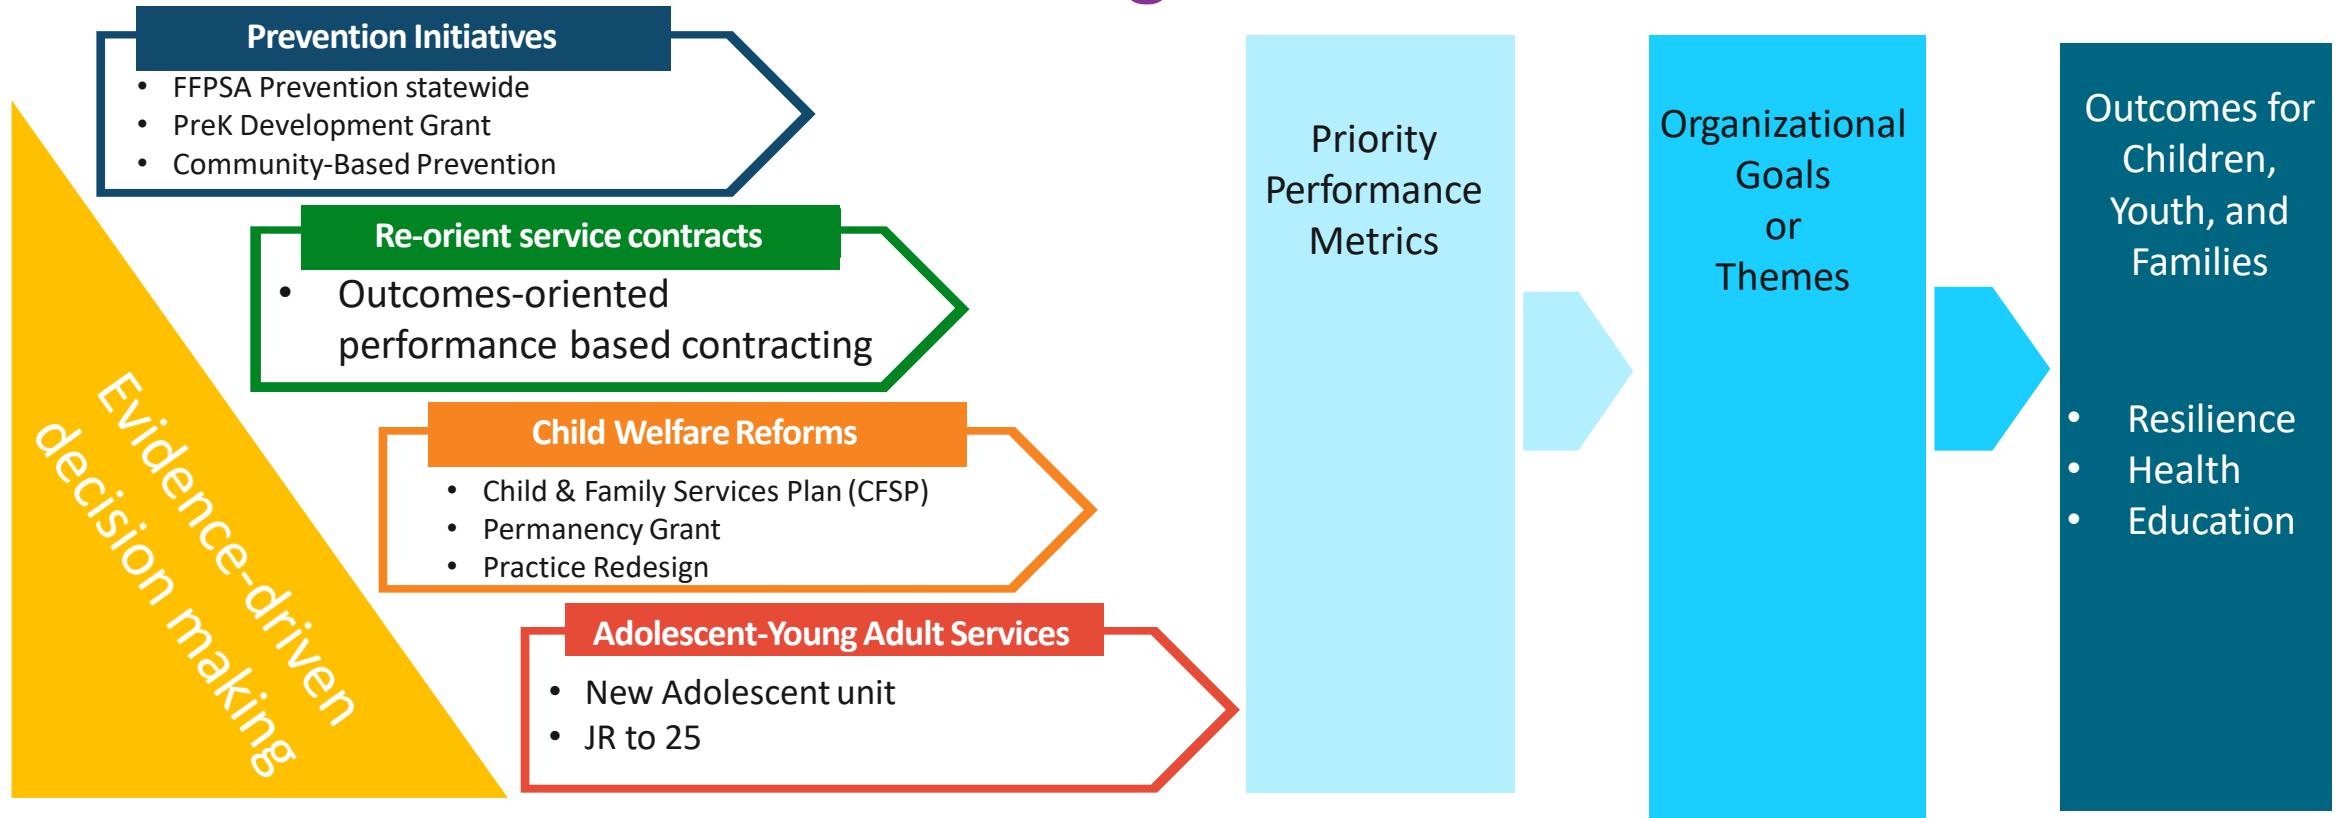 Prevention Initiatives
• FFPSA Prevention statewide
• PreK Development Grant
• Community-Based Prevention
Re-orient service contracts
• Outcomes-oriented
performance based contracting
Child Welfare Reforms
• Child & Family Services Plan (CFSP)
• Permanency Grant
• Practice Redesign
Adolescent-Young Adult Services
• New Adolescent unit
• JR to 25
Evidence-driven
decision making
Priority
Performance
Metrics
Organizational
Goals
or
Themes
Outcomes for
Children,
Youth, and
Families
• Resilience
• Health
• Education